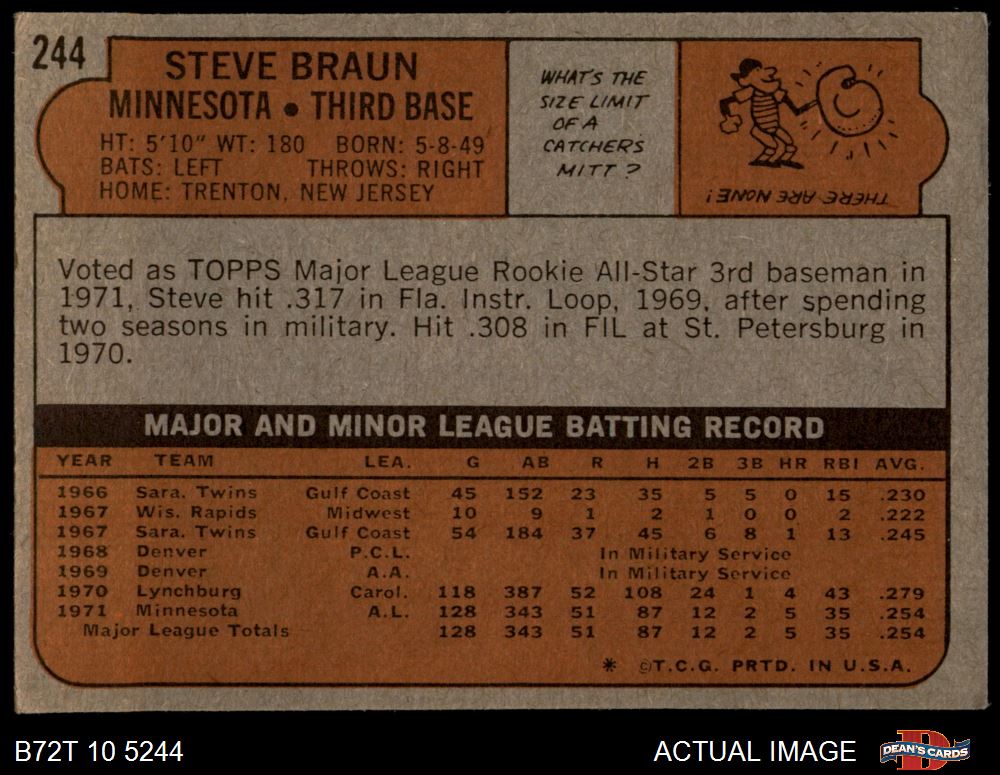 244
STEVE BRAUN
MINNESOTA • THIRD BASE
HT: 5'10" WT: 180 BORN: 5-8-49
BATS: LEFT THROWS: RIGHT
HOME: TRENTON, NEW JERSEY
WHAT'S THE
SIZE LIMIT
OF A
CATCHERS
MITT?
C
THERE ARE NONE!
Voted as TOPPS Major League Rookie All-Star 3rd baseman in
1971, Steve hit .317 in Fla. Instr. Loop, 1969, after spending
two seasons in military. Hit .308 in FIL at St. Petersburg in
1970.
MAJOR AND MINOR LEAGUE BATTING RECORD
YEAR TEAM LEA. G AB R H 2B 3B HR RBI AVG.
1966 Sara. Twins Gulf Coast 45 152 23 35 5 5 0 15 .230
1967 Wis. Rapids Midwest 10 9 1 2 1 0 0 2 .222
1967 Sara. Twins Gulf Coast 54 184 37 45 6 8 1 13 .245
1968 Denver P.C.L. In Military Service
1969 Denver A.A. In Military Service
1970 Lynchburg Carol. 118 387 52 108 24 1 4 43 .279
1971 Minnesota A.L. 128 343 51 87 12 2 5 35 .254
Major League Totals 128 343 51 87 12 2 5 35 .254
* ©T.C.G. PRTD. IN U.S.A.
B72T 10 5244
ACTUAL IMAGE
D
DEAN'S CARDS